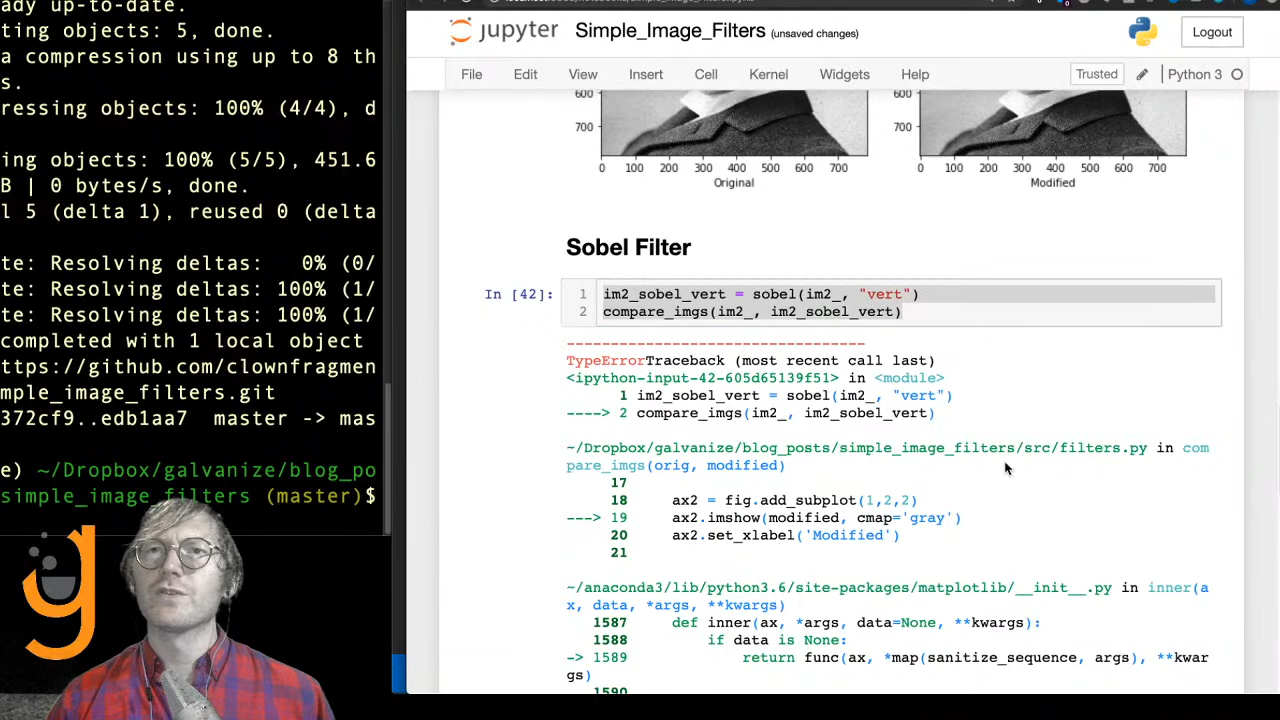 ady up-to-date.
ting objects: 5, done.
a compression using up to 8 th
s.
ressing objects: 100% (4/4), d
ing objects: 100% (5/5), 451.6
B | 0 bytes/s, done.
l 5 (delta 1), reused 0 (delta
te: Resolving deltas:   0% (0/
te: Resolving deltas: 100% (1/
te: Resolving deltas: 100% (1/
completed with 1 local object
ttps://github.com/clownfragmen
mple_image_filters.git
372cf9..edb1aa7  master -> mas
e) ~/Dropbox/galvanize/blog_po
simple_image_filters (master)$
g
jupyter Simple_Image_Filters (unsaved changes)
Logout
File Edit View Insert Cell Kernel Widgets Help
Trusted
Python 3
600
700
0 100 200 300 400 500 600 700
Original
600
700
0 100 200 300 400 500 600 700
Modified
Sobel Filter
In [42]:
1 im2_sobel_vert = sobel(im2_, "vert")
2 compare_imgs(im2_, im2_sobel_vert)
---------------------------------
TypeErrorTraceback (most recent call last)
<ipython-input-42-605d65139f51> in <module>
1 im2_sobel_vert = sobel(im2_, "vert")
----> 2 compare_imgs(im2_, im2_sobel_vert)
~/Dropbox/galvanize/blog_posts/simple_image_filters/src/filters.py in com
pare_imgs(orig, modified)
17
18 ax2 = fig.add_subplot(1,2,2)
---> 19 ax2.imshow(modified, cmap='gray')
20 ax2.set_xlabel('Modified')
21
~/anaconda3/lib/python3.6/site-packages/matplotlib/__init__.py in inner(a
x, data, *args, **kwargs)
1587 def inner(ax, *args, data=None, **kwargs):
1588 if data is None:
-> 1589 return func(ax, *map(sanitize_sequence, args), **kwar
gs)
1590